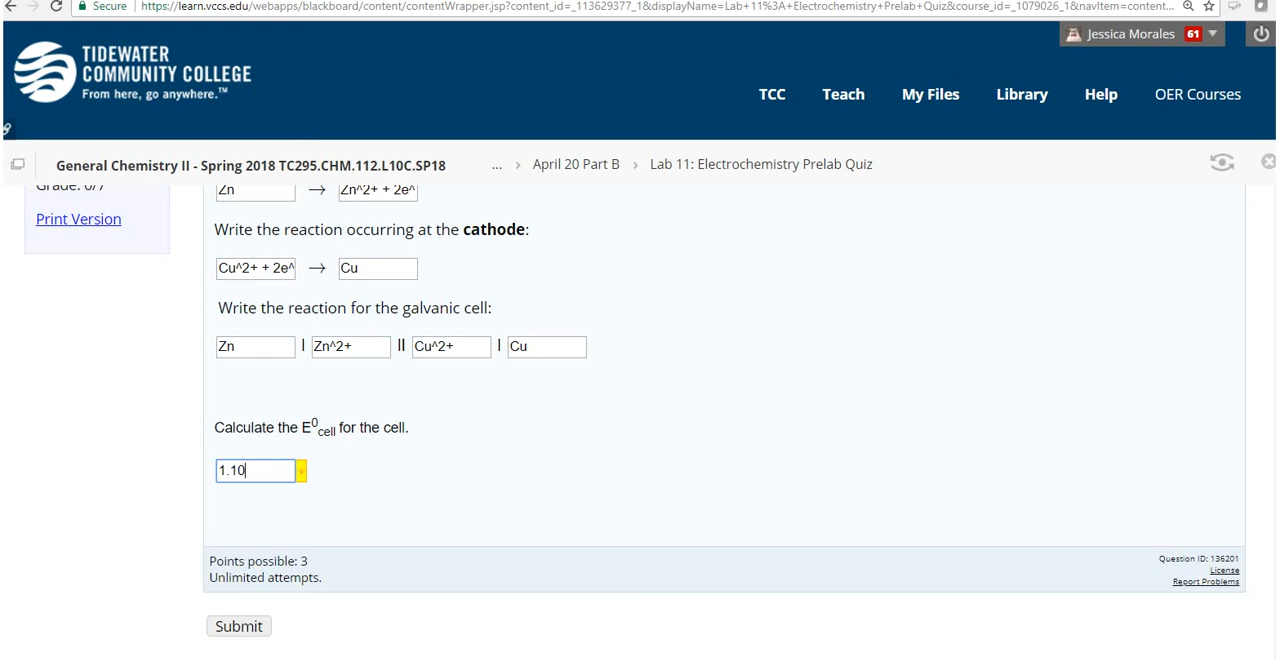 Secure https://learn.vccs.edu/webapps/blackboard/content/contentWrapper.jsp?content_id=_113629377_1&displayName=Lab+11%3A+Electrochemistry+Prelab+Quiz&course_id=_1079026_1&navItem=content...
Jessica Morales 61
TIDEWATER
COMMUNITY COLLEGE
From here, go anywhere.™
TCC Teach My Files Library Help OER Courses
General Chemistry II - Spring 2018 TC295.CHM.112.L10C.SP18 ... > April 20 Part B > Lab 11: Electrochemistry Prelab Quiz
Grade: 0/7
Print Version
Zn → Zn^2+ + 2e^
Write the reaction occurring at the cathode:
Cu^2+ + 2e^ → Cu
Write the reaction for the galvanic cell:
Zn | Zn^2+ || Cu^2+ | Cu
Calculate the E⁰cell for the cell.
1.10
Points possible: 3
Unlimited attempts.
Question ID: 136201
License
Report Problems
Submit